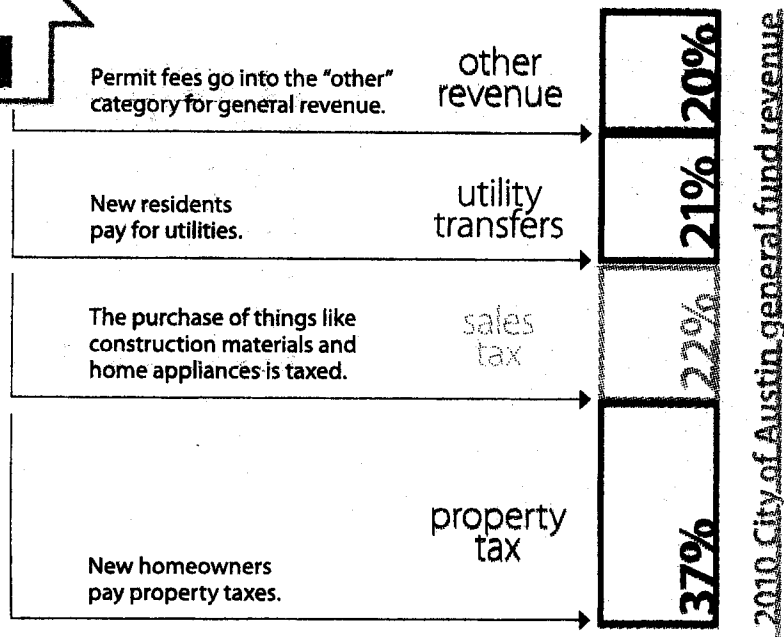 Permit fees go into the "other"
category for general revenue.
other
revenue
20%
New residents
pay for utilities.
utility
transfers
21%
The purchase of things like
construction materials and
home appliances is taxed.
sales
tax
22%
New homeowners
pay property taxes.
property
tax
37%
2010 City of Austin general fund revenue